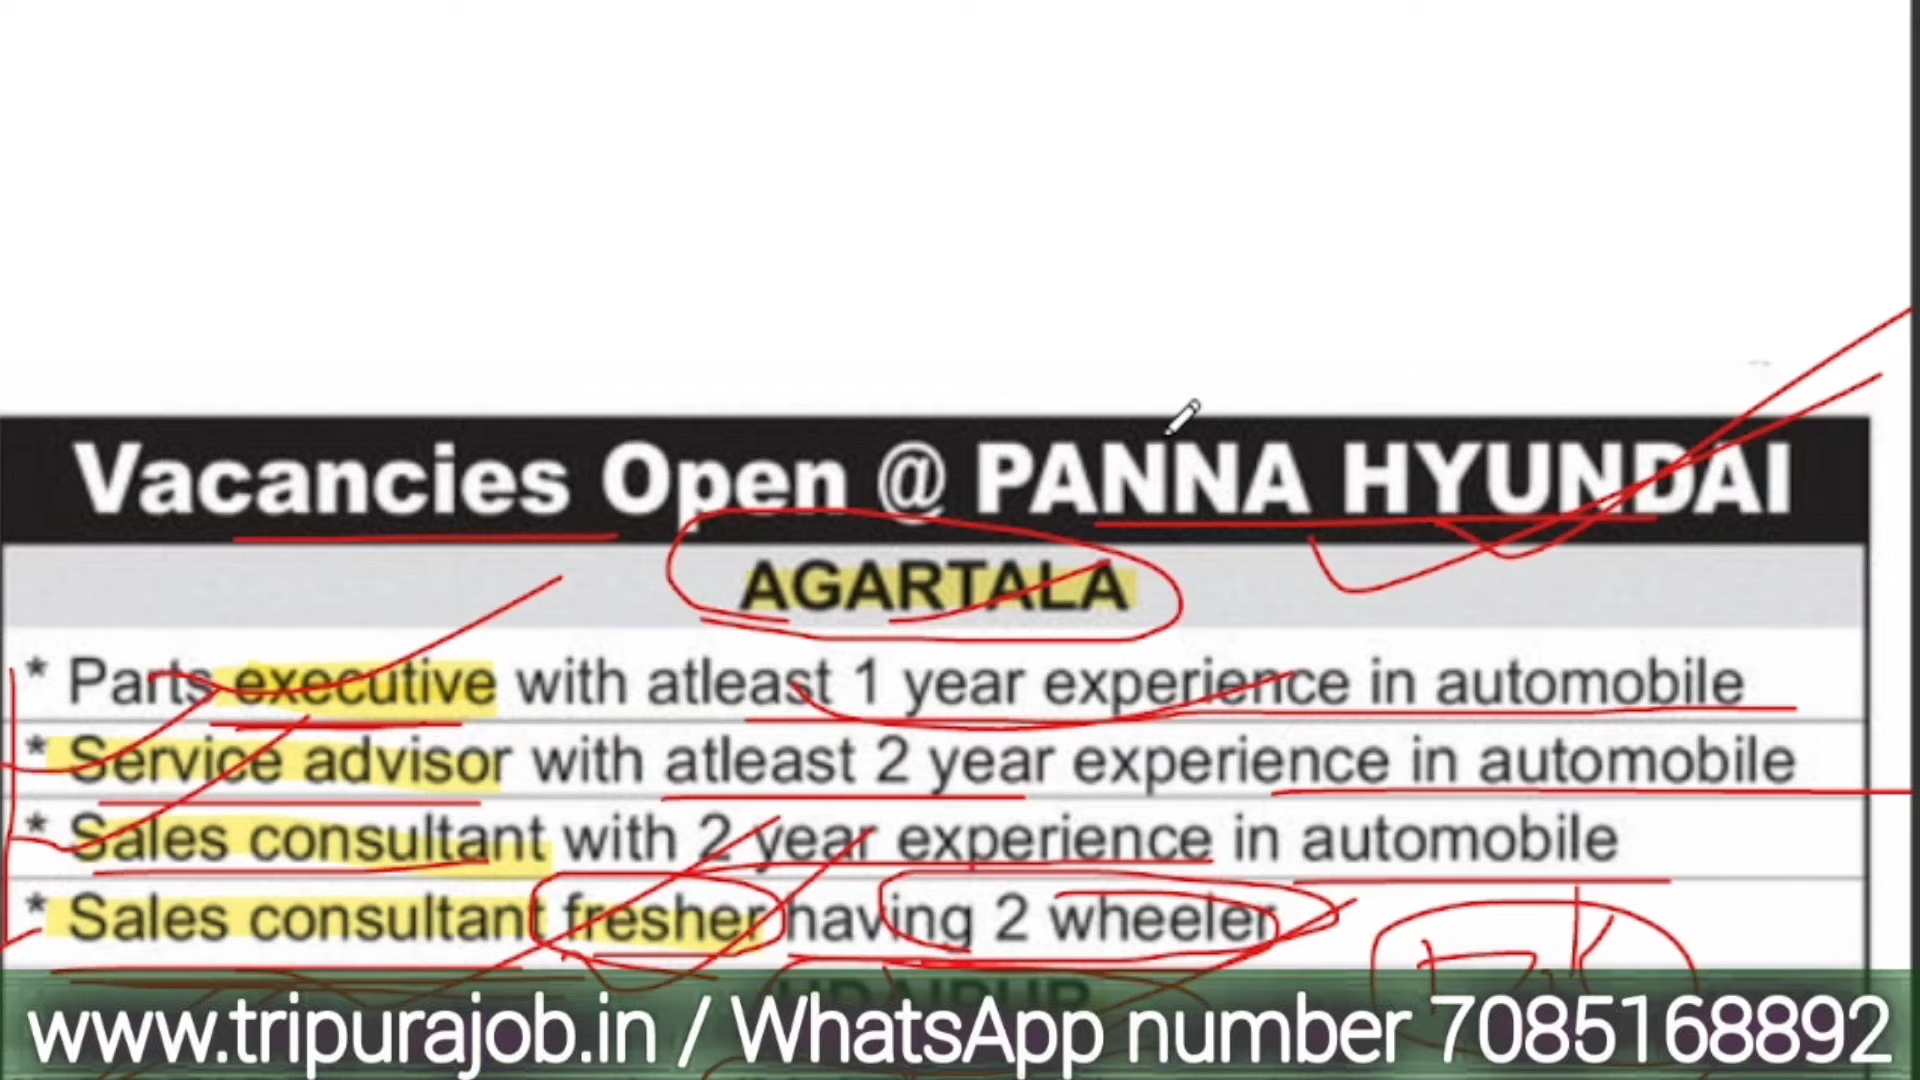 Vacancies Open @ PANNA HYUNDAI
AGARTALA
* Parts executive with atleast 1 year experience in automobile
* Service advisor with atleast 2 year experience in automobile
* Sales consultant with 2 year experience in automobile
* Sales consultant fresher having 2 wheeler
UDAIPUR
www.tripurajob.in / WhatsApp number 7085168892